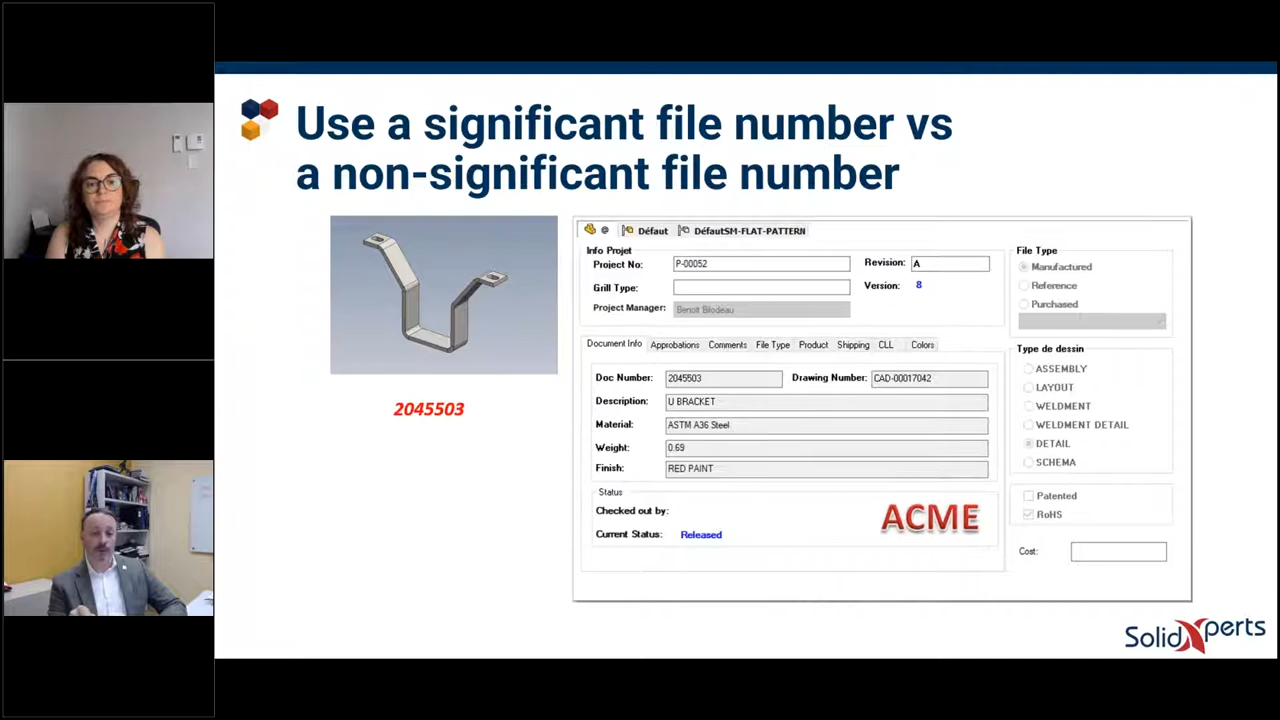 Use a significant file number vs
a non-significant file number
2045503
@ Défaut DéfautSM-FLAT-PATTERN
Info Projet
Project No: P-00052
Revision: A
Grill Type:
Version: 8
Project Manager: Benoit Bilodeau
File Type
Manufactured
Reference
Purchased
Document Info Approbations Comments File Type Product Shipping CLL Colors
Doc Number: 2045503
Drawing Number: CAD-00017042
Description: U BRACKET
Material: ASTM A36 Steel
Weight: 0.69
Finish: RED PAINT
Status
Checked out by:
Current Status: Released
ACME
Type de dessin
ASSEMBLY
LAYOUT
WELDMENT
WELDMENT DETAIL
DETAIL
SCHEMA
Patented
RoHS
Cost:
SolidXperts